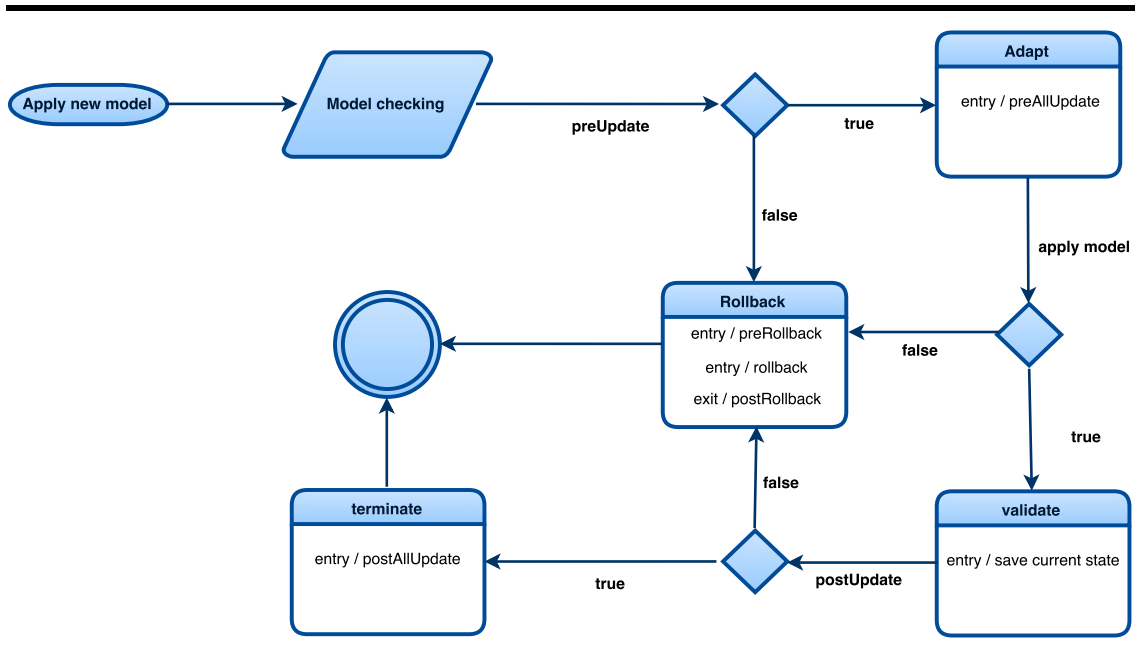 Adapt
Apply new model
Model checking
entry / preAllUpdate
preUpdate
true
false
apply model
Rollback
entry / preRollback
entry / rollback
exit / postRollback
false
true
false
terminate
entry / postAllUpdate
validate
entry / save current state
true
postUpdate